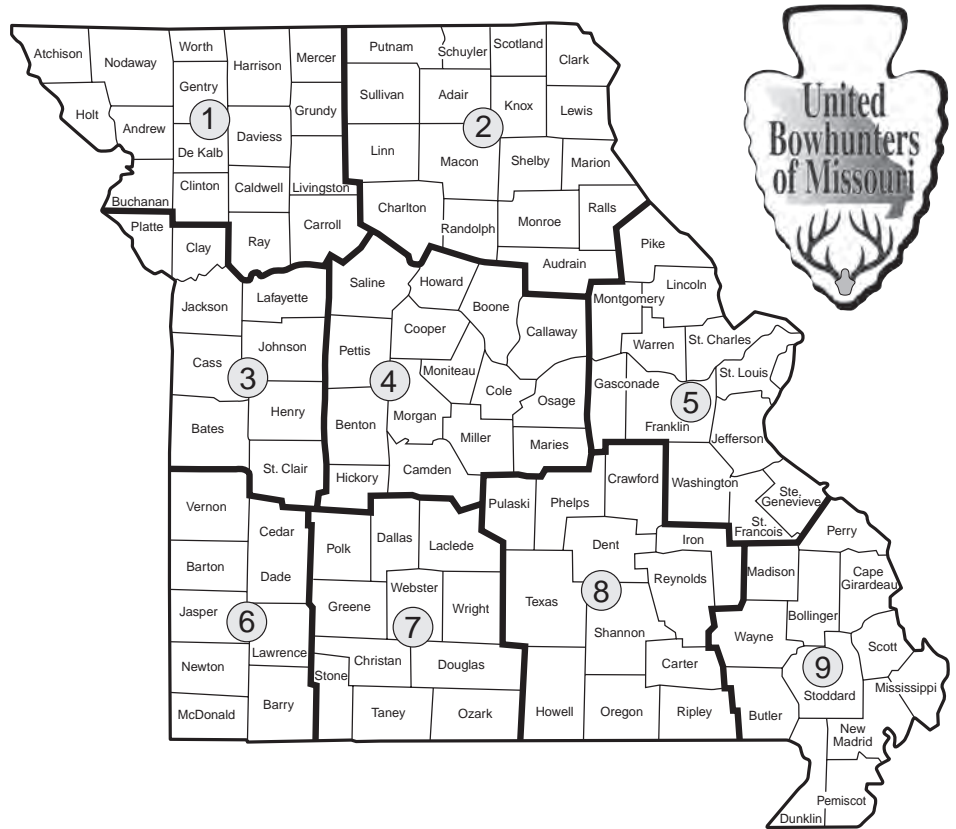 United
Bowhunters
of Missouri
Atchison
Nodaway
Worth
Harrison
Mercer
Gentry
Holt
Andrew
1
Grundy
De Kalb
Daviess
Clinton
Caldwell
Livingston
Buchanan
Carroll
Ray
Putnam
Schuyler
Scotland
Clark
Sullivan
Adair
Knox
Lewis
2
Linn
Macon
Shelby
Marion
Charlton
Randolph
Monroe
Ralls
Audrain
Platte
Clay
Jackson
Lafayette
Johnson
Cass
3
Henry
Bates
St. Clair
Saline
Howard
Boone
Cooper
Callaway
Pettis
Moniteau
4
Cole
Osage
Morgan
Benton
Miller
Maries
Camden
Hickory
Pike
Lincoln
Montgomery
Warren
St. Charles
St. Louis
Gasconade
5
Franklin
Jefferson
Washington
Ste.
Genevieve
St.
Francois
Vernon
Cedar
Barton
Dade
Jasper
6
Lawrence
Newton
Barry
McDonald
Polk
Dallas
Laclede
Webster
Greene
Wright
7
Christian
Douglas
Stone
Taney
Ozark
Pulaski
Phelps
Crawford
Dent
Iron
Reynolds
Texas
8
Shannon
Carter
Howell
Oregon
Ripley
Perry
Madison
Cape
Girardeau
Bollinger
Wayne
Scott
9
Stoddard
Mississippi
Butler
New
Madrid
Pemiscot
Dunklin